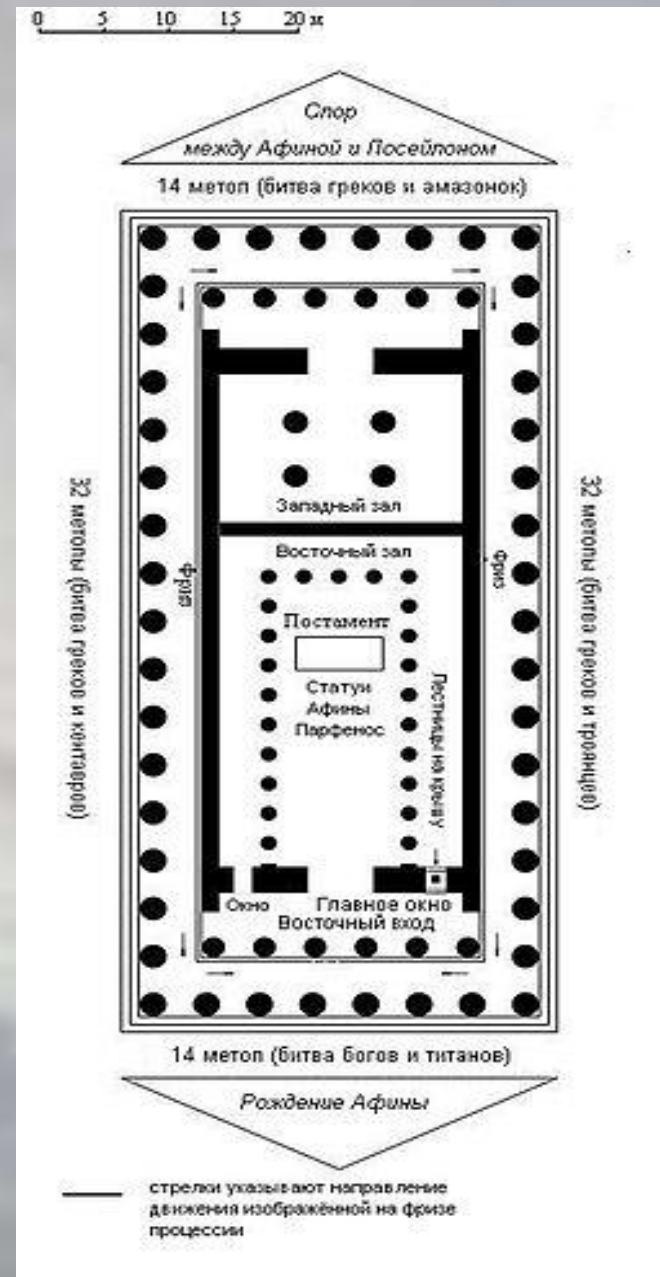 0 5 10 15 20 м
Спор
между Афиной и Посейдоном
14 метоп (битва греков и амазонок)
32 метопы (битва греков и кентавров)
фриз
Западный зал
Восточный зал
Постамент
Статуи
Афины
Парфенос
Лестницы на крышу
фриз
32 метопы (битва греков и троянцев)
Окно
Главное окно
Восточный вход
14 метоп (битва богов и титанов)
Рождение Афины
стрелки указывают направление
движения изображённой на фризе
процессии